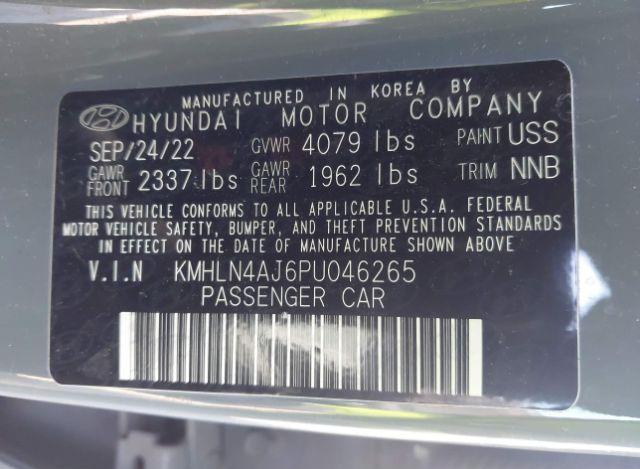 MANUFACTURED IN KOREA BY
HYUNDAI MOTOR COMPANY
SEP/24/22 GVWR 4079 lbs PAINT USS
GAWR FRONT 2337 lbs GAWR REAR 1962 lbs TRIM NNB
THIS VEHICLE CONFORMS TO ALL APPLICABLE U.S.A. FEDERAL
MOTOR VEHICLE SAFETY, BUMPER, AND THEFT PREVENTION STANDARDS
IN EFFECT ON THE DATE OF MANUFACTURE SHOWN ABOVE
V.I.N KMHLN4AJ6PU046265
PASSENGER CAR